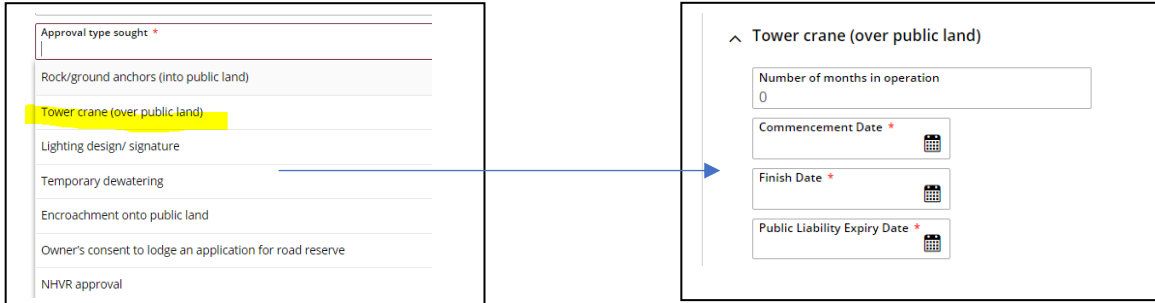 Approval type sought *
Rock/ground anchors (into public land)
Tower crane (over public land)
Lighting design/ signature
Temporary dewatering
Encroachment onto public land
Owner's consent to lodge an application for road reserve
NHVR approval
Tower crane (over public land)
Number of months in operation
0
Commencement Date *
Finish Date *
Public Liability Expiry Date *